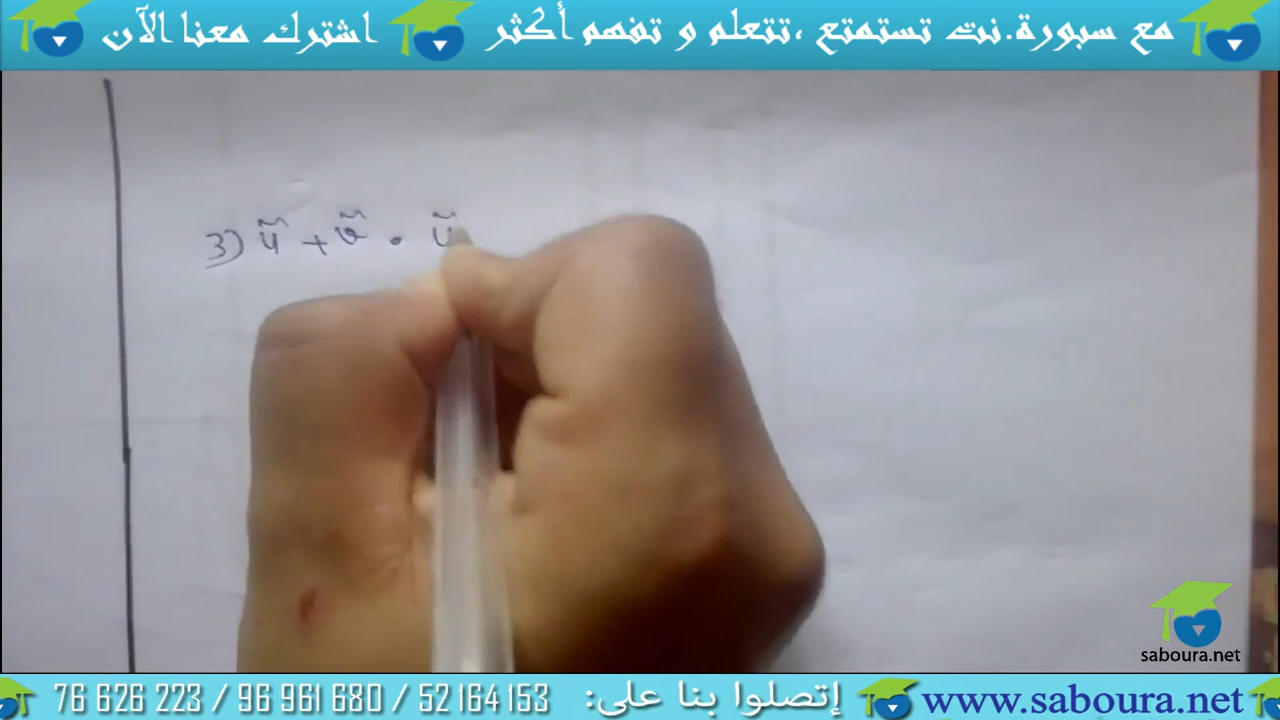 مع سبورة.نت تستمتع ،تتعلم و تفهم أكثر اشترك معنا الآن
3) ũ + ṽ • ũ
saboura.net
76 626 223 / 96 961 680 / 52 164 153 إتصلوا بنا على: www.saboura.net